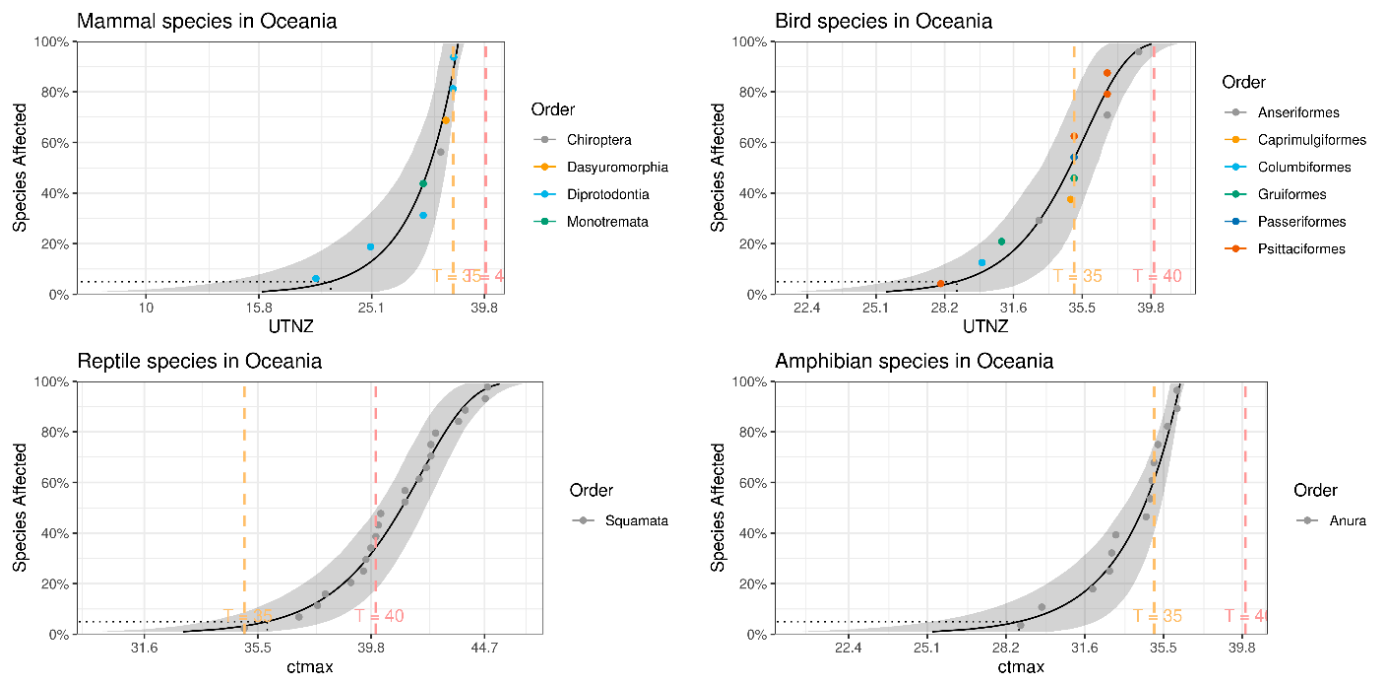 Mammal species in Oceania
100%
80%
60%
40%
20%
0%
Species Affected
10
15.8
25.1
39.8
UTNZ
T = 35
T = 4
Order
Chiroptera
Dasyuromorphia
Diprotodontia
Monotremata
Bird species in Oceania
100%
80%
60%
40%
20%
0%
Species Affected
22.4
25.1
28.2
31.6
35.5
39.8
UTNZ
T = 35
T = 40
Order
Anseriformes
Caprimulgiformes
Columbiformes
Gruiformes
Passeriformes
Psittaciformes
Reptile species in Oceania
100%
80%
60%
40%
20%
0%
Species Affected
31.6
35.5
39.8
44.7
ctmax
T = 35
T = 40
Order
Squamata
Amphibian species in Oceania
100%
80%
60%
40%
20%
0%
Species Affected
22.4
25.1
28.2
31.6
35.5
39.8
ctmax
T = 35
T = 40
Order
Anura